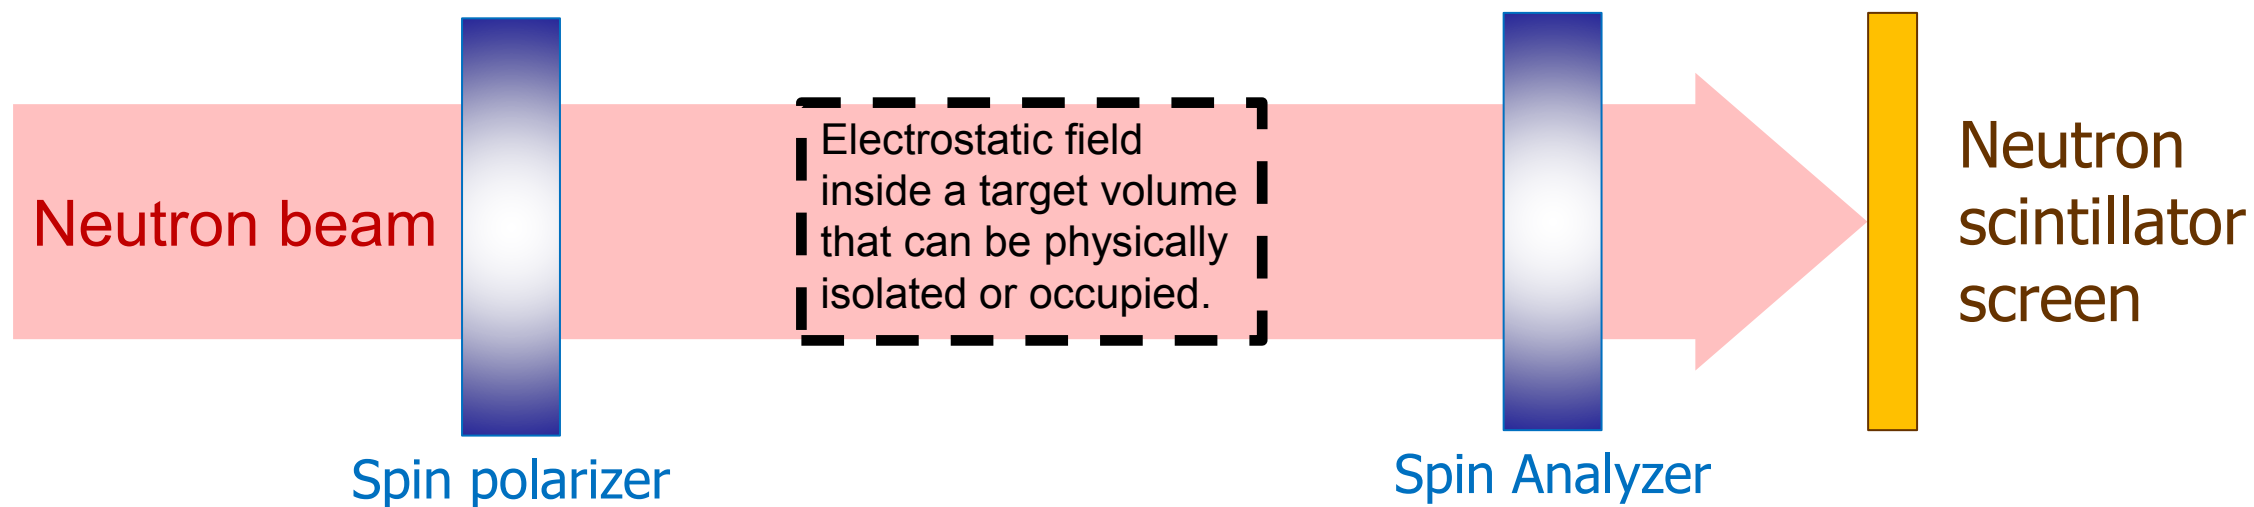 Neutron beam
Electrostatic field
inside a target volume
that can be physically
isolated or occupied.
Neutron
scintillator
screen
Spin polarizer
Spin Analyzer